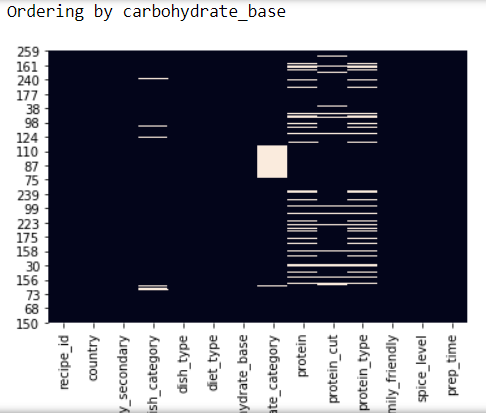 Ordering by carbohydrate_base
259
161
240
177
38
98
124
110
87
75
239
99
223
175
158
30
156
73
68
150
recipe_id
country
y_secondary
sh_category
dish_type
diet_type
hydrate_base
ate_category
protein
protein_cut
protein_type
mily_friendly
spice_level
prep_time